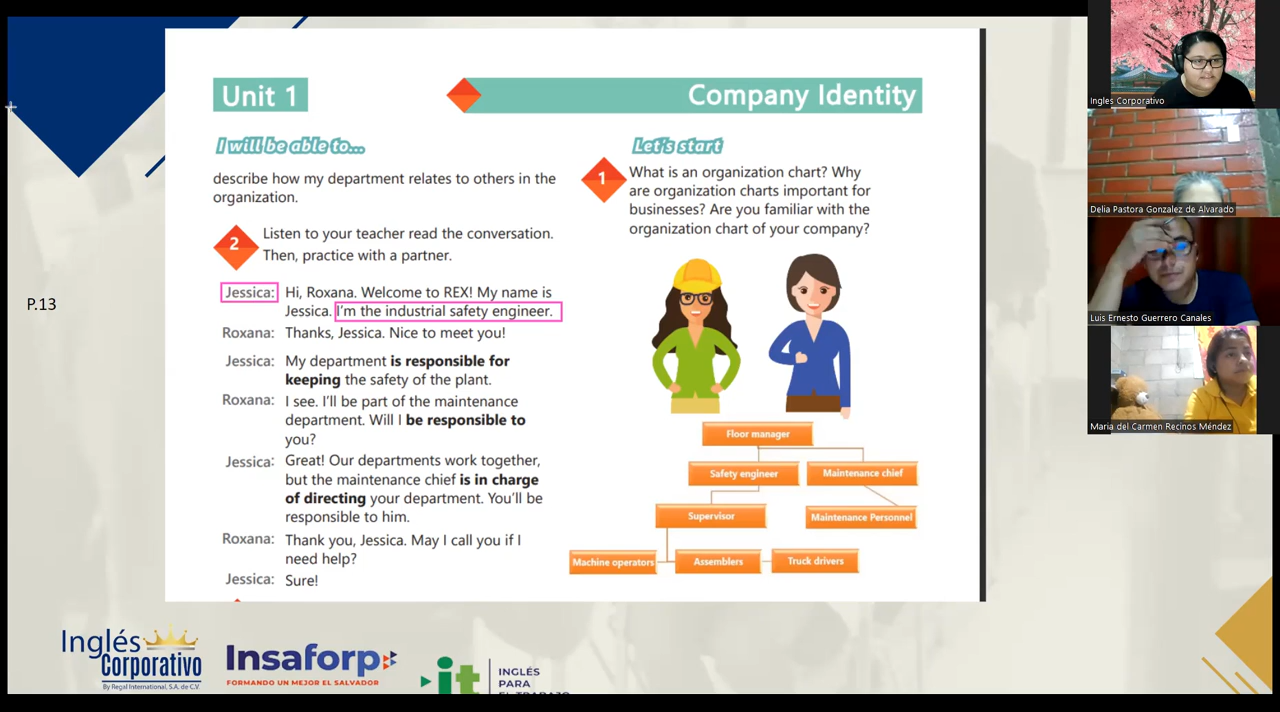 Unit 1
Company Identity
I will be able to...
describe how my department relates to others in the
organization.
2
Listen to your teacher read the conversation.
Then, practice with a partner.
Jessica: Hi, Roxana. Welcome to REX! My name is
Jessica. I'm the industrial safety engineer.
Roxana: Thanks, Jessica. Nice to meet you!
Jessica: My department is responsible for
keeping the safety of the plant.
Roxana: I see. I'll be part of the maintenance
department. Will I be responsible to
you?
Jessica: Great! Our departments work together,
but the maintenance chief is in charge
of directing your department. You'll be
responsible to him.
Roxana: Thank you, Jessica. May I call you if I
need help?
Jessica: Sure!
Let's start
1
What is an organization chart? Why
are organization charts important for
businesses? Are you familiar with the
organization chart of your company?
Floor manager
Safety engineer
Maintenance chief
Supervisor
Maintenance Personnel
Machine operators
Assemblers
Truck drivers
P.13
Inglés
Corporativo
By Regal International, S.A. de C.V.
Insaforp
FORMANDO UN MEJOR EL SALVADOR
it
INGLÉS
PARA
EL TRABAJO
Ingles Corporativo
Delia Pastora Gonzalez de Alvarado
Luis Ernesto Guerrero Canales
Maria del Carmen Recinos Méndez